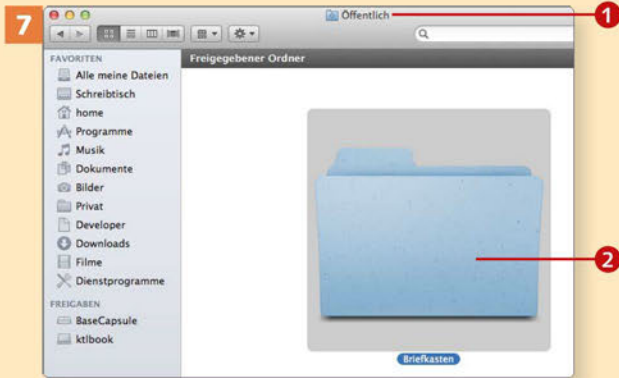 7
Öffentlich
1
FAVORITEN
Freigegebener Ordner
Alle meine Dateien
Schreibtisch
home
Programme
Musik
Dokumente
Bilder
Privat
Developer
Downloads
Filme
Dienstprogramme
2
FREIGABEN
BaseCapsule
ktlbook
Briefkasten